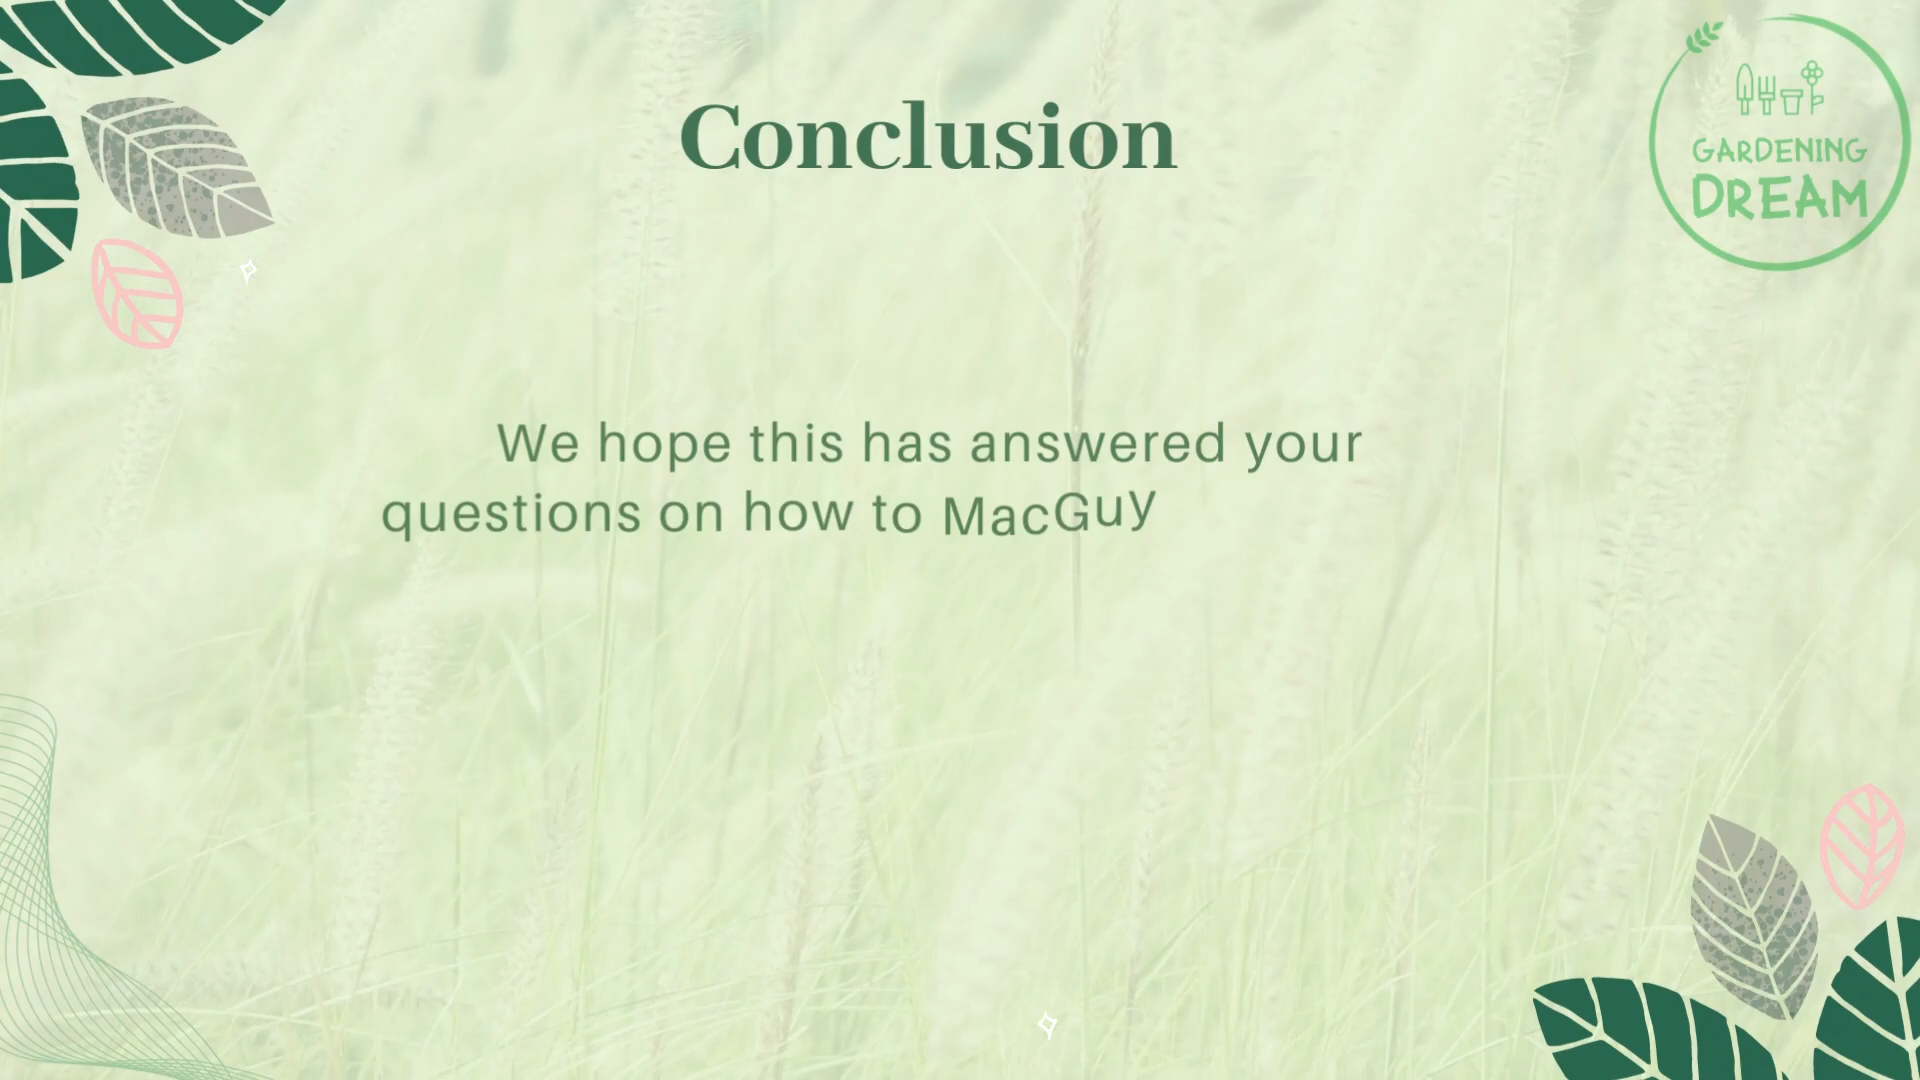 Conclusion
GARDENING
DREAM
We hope this has answered your
questions on how to MacGuy